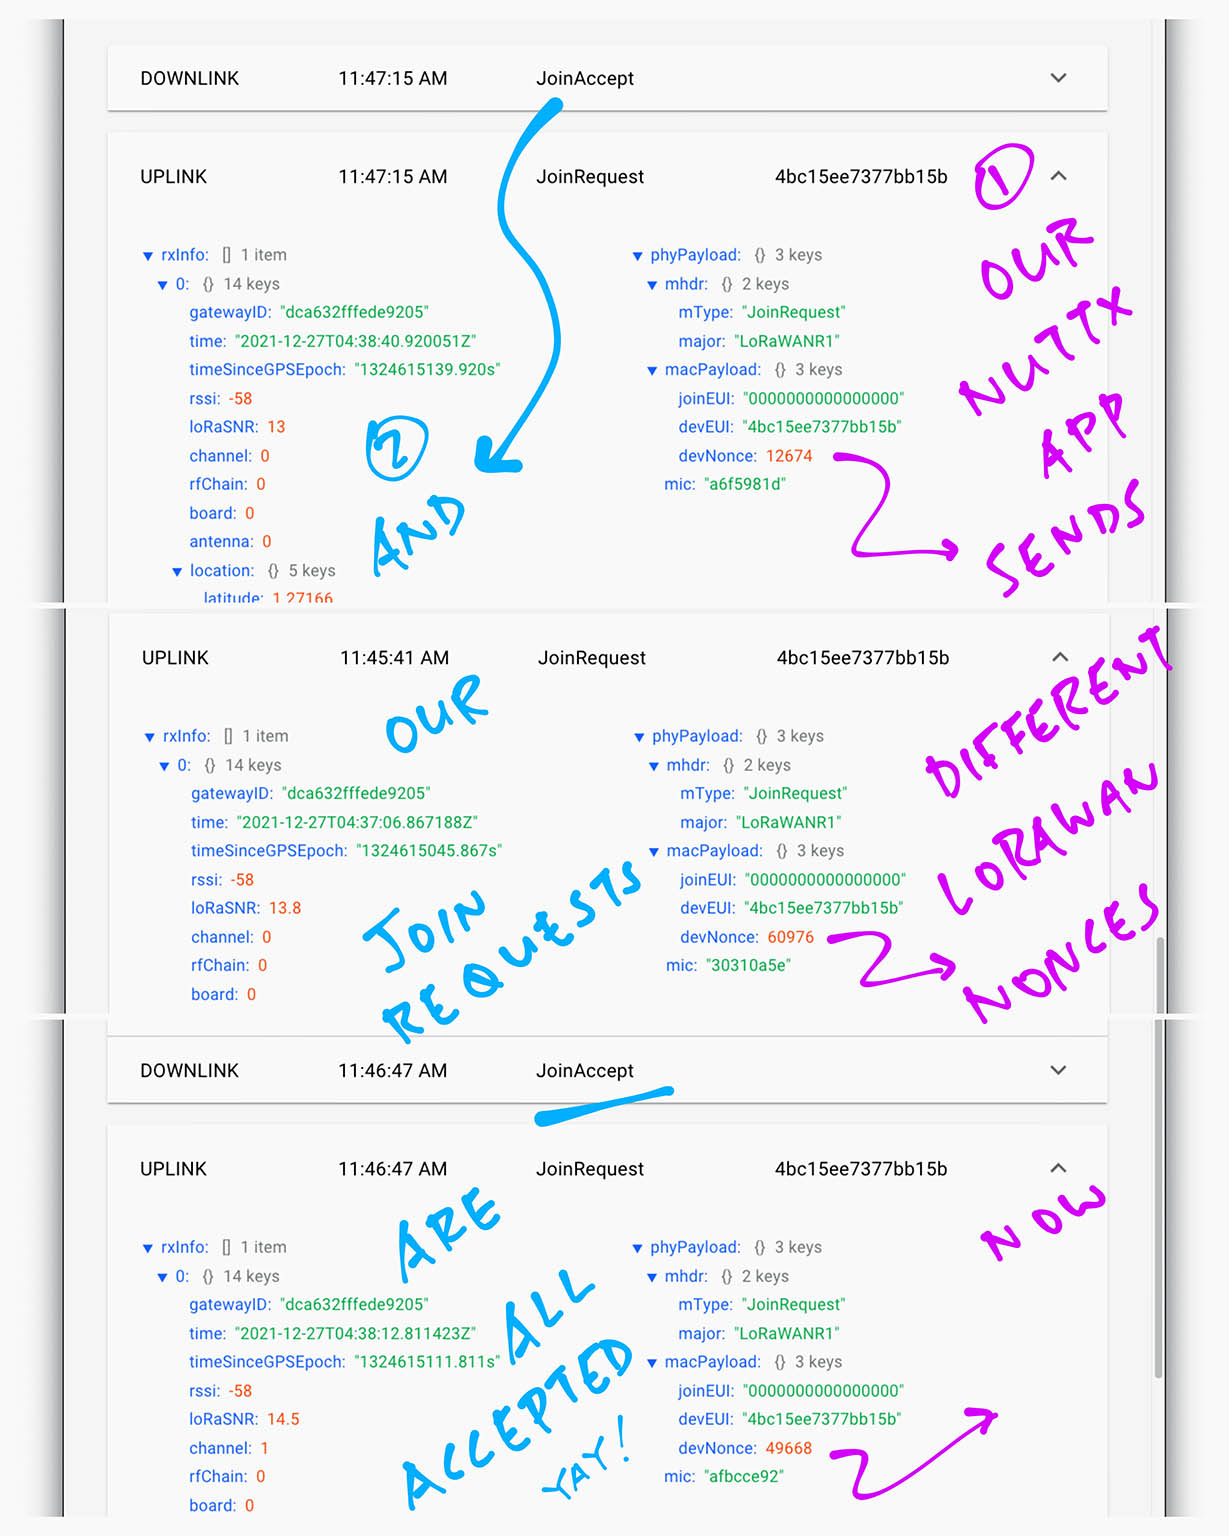 DOWNLINK 11:47:15 AM JoinAccept
UPLINK 11:47:15 AM JoinRequest 4bc15ee7377bb15b
① OUR NUTTX APP SENDS
rxInfo: [] 1 item
0: {} 14 keys
gatewayID: "dca632fffede9205"
time: "2021-12-27T04:38:40.920051Z"
timeSinceGPSEpoch: "1324615139.920s"
rssi: -58
loRaSNR: 13
channel: 0
rfChain: 0
board: 0
antenna: 0
location: {} 5 keys
latitude: 1.27166
② AND
phyPayload: {} 3 keys
mhdr: {} 2 keys
mType: "JoinRequest"
major: "LoRaWANR1"
macPayload: {} 3 keys
joinEUI: "0000000000000000"
devEUI: "4bc15ee7377bb15b"
devNonce: 12674
mic: "a6f5981d"
UPLINK 11:45:41 AM JoinRequest 4bc15ee7377bb15b
DIFFERENT LORAWAN NONCES
rxInfo: [] 1 item
0: {} 14 keys
gatewayID: "dca632fffede9205"
time: "2021-12-27T04:37:06.867188Z"
timeSinceGPSEpoch: "1324615045.867s"
rssi: -58
loRaSNR: 13.8
channel: 0
rfChain: 0
board: 0
OUR JOIN REQUESTS
phyPayload: {} 3 keys
mhdr: {} 2 keys
mType: "JoinRequest"
major: "LoRaWANR1"
macPayload: {} 3 keys
joinEUI: "0000000000000000"
devEUI: "4bc15ee7377bb15b"
devNonce: 60976
mic: "30310a5e"
DOWNLINK 11:46:47 AM JoinAccept
UPLINK 11:46:47 AM JoinRequest 4bc15ee7377bb15b
NOW
rxInfo: [] 1 item
0: {} 14 keys
gatewayID: "dca632fffede9205"
time: "2021-12-27T04:38:12.811423Z"
timeSinceGPSEpoch: "1324615111.811s"
rssi: -58
loRaSNR: 14.5
channel: 1
rfChain: 0
board: 0
ARE ALL ACCEPTED
YAY!
phyPayload: {} 3 keys
mhdr: {} 2 keys
mType: "JoinRequest"
major: "LoRaWANR1"
macPayload: {} 3 keys
joinEUI: "0000000000000000"
devEUI: "4bc15ee7377bb15b"
devNonce: 49668
mic: "afbcce92"